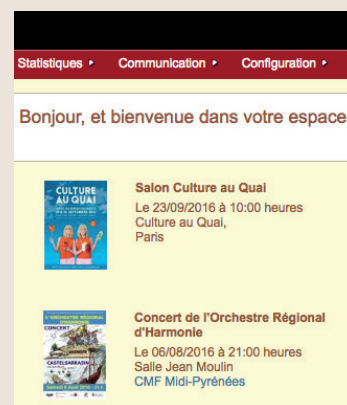 Statistiques ▸ Communication ▸ Configuration ▸
Bonjour, et bienvenue dans votre espace
CULTURE
AU QUAI
Salon Culture au Quai
Le 23/09/2016 à 10:00 heures
Culture au Quai,
Paris
CONCERT
CASTELSARRASIN
Concert de l'Orchestre Régional
d'Harmonie
Le 06/08/2016 à 21:00 heures
Salle Jean Moulin
CMF Midi-Pyrénées